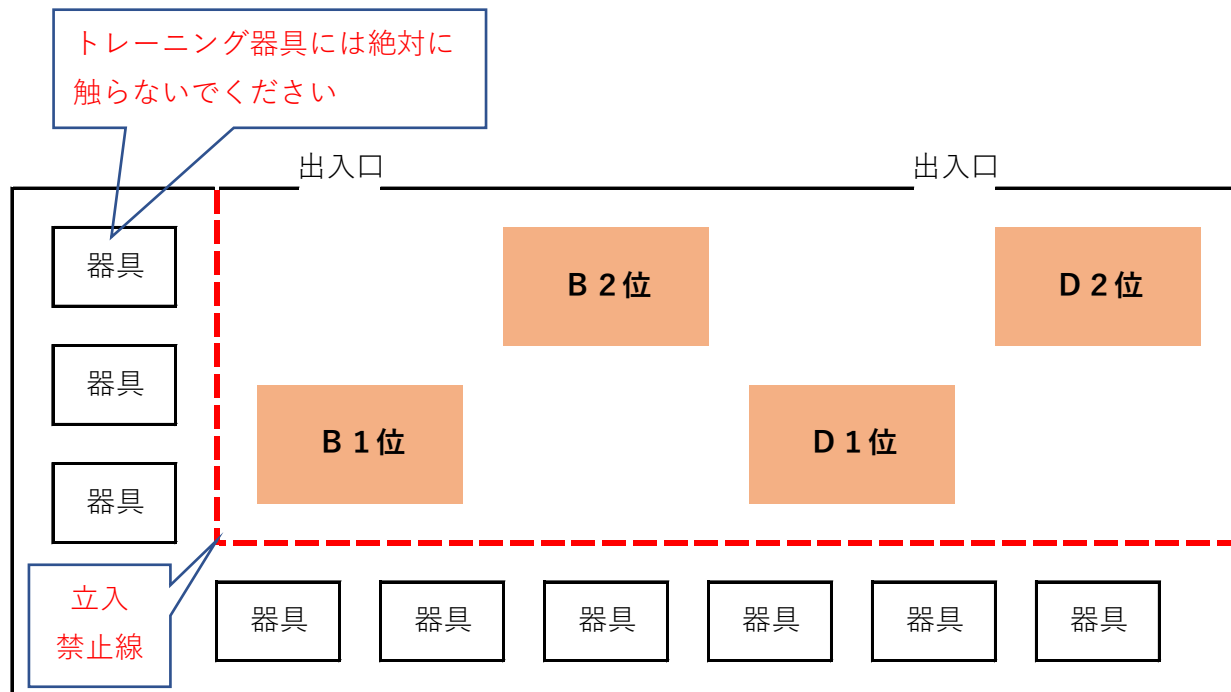 トレーニング器具には絶対に
触らないでください
出入口
出入口
器具
B２位
D２位
器具
B１位
D１位
器具
立入
禁止線
器具
器具
器具
器具
器具
器具